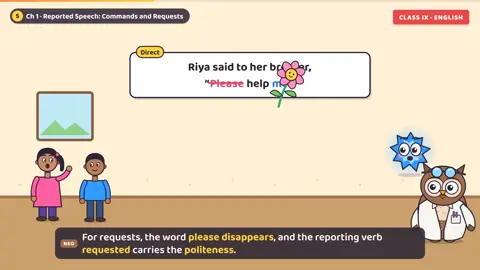 5 Ch 1 · Reported Speech: Commands and Requests
CLASS IX · ENGLISH
Direct
Riya said to her
"Please help
NEO For requests, the word please disappears, and the reporting verb
requested carries the politeness.